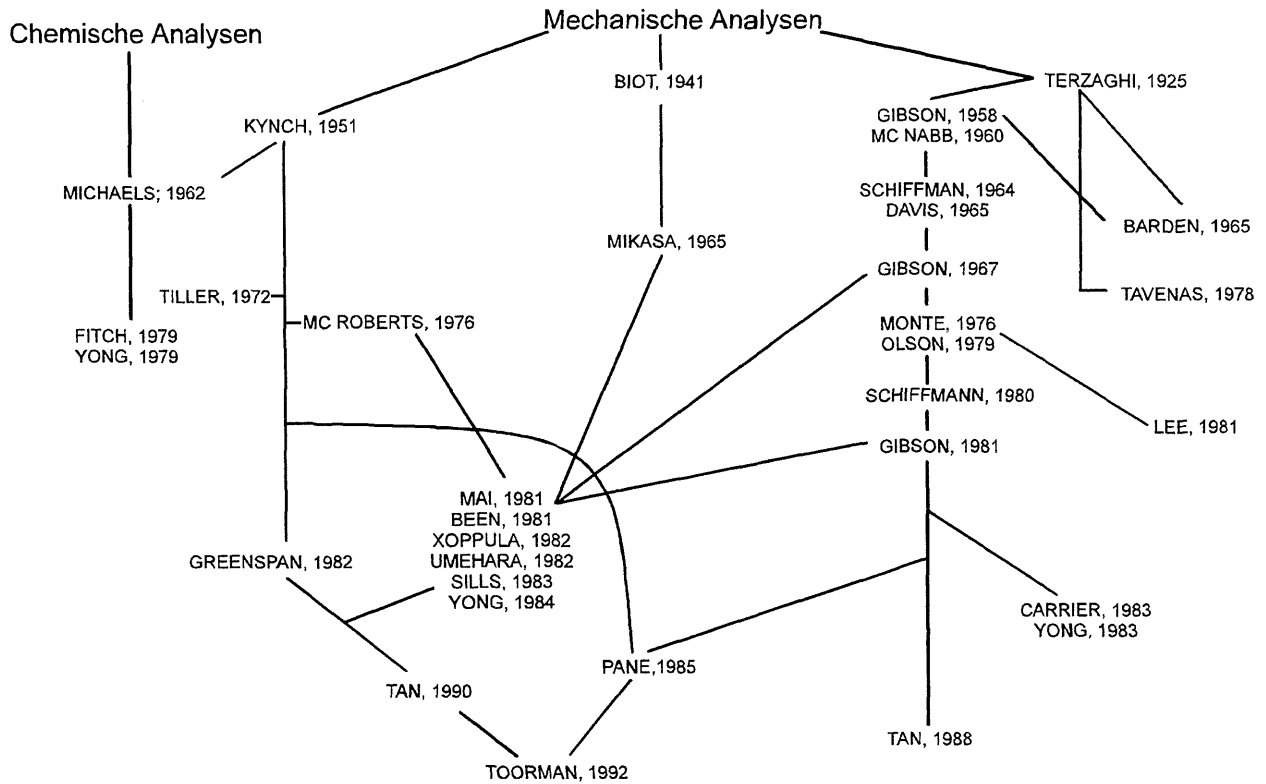 Chemische Analysen
Mechanische Analysen
BIOT, 1941
TERZAGHI, 1925
KYNCH, 1951
GIBSON, 1958
MC NABB, 1960
MICHAELS; 1962
SCHIFFMAN, 1964
DAVIS, 1965
BARDEN, 1965
MIKASA, 1965
GIBSON, 1967
TILLER, 1972
TAVENAS, 1978
MC ROBERTS, 1976
MONTE, 1976
OLSON, 1979
FITCH, 1979
YONG, 1979
SCHIFFMANN, 1980
LEE, 1981
GIBSON, 1981
MAI, 1981
BEEN, 1981
XOPPULA, 1982
UMEHARA, 1982
SILLS, 1983
YONG, 1984
GREENSPAN, 1982
CARRIER, 1983
YONG, 1983
PANE,1985
TAN, 1990
TAN, 1988
TOORMAN, 1992